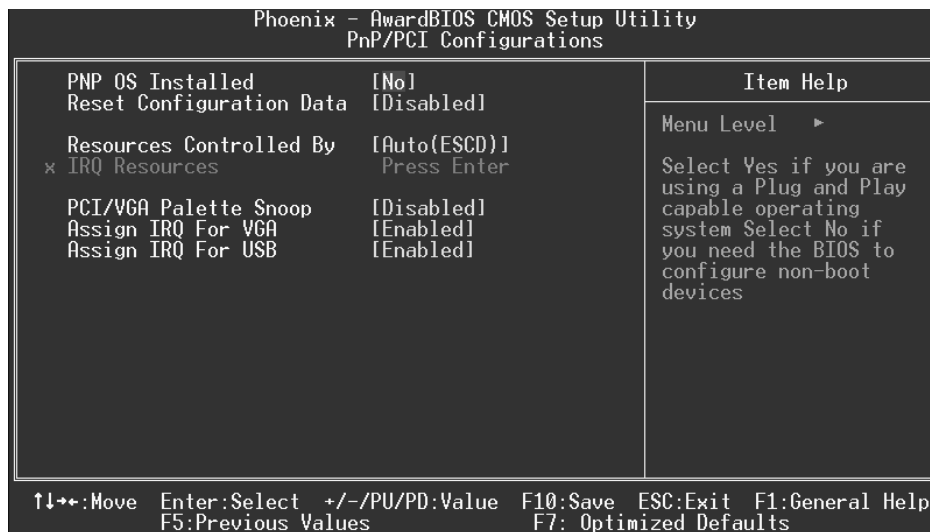 Phoenix - AwardBIOS CMOS Setup Utility
PnP/PCI Configurations
PNP OS Installed [No]
Reset Configuration Data [Disabled]
Resources Controlled By [Auto(ESCD)]
x IRQ Resources Press Enter
PCI/VGA Palette Snoop [Disabled]
Assign IRQ For VGA [Enabled]
Assign IRQ For USB [Enabled]
Item Help
Menu Level ►
Select Yes if you are
using a Plug and Play
capable operating
system Select No if
you need the BIOS to
configure non-boot
devices
↑↓→←:Move Enter:Select +/-/PU/PD:Value F10:Save ESC:Exit F1:General Help
F5:Previous Values F7: Optimized Defaults